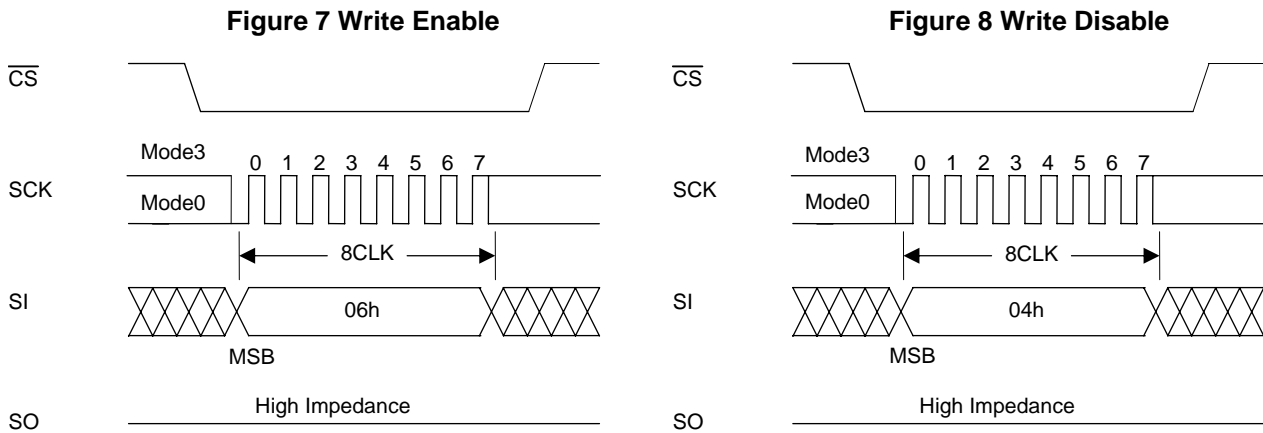 Figure 7 Write Enable
CS
Mode3
0 1 2 3 4 5 6 7
SCK
Mode0
8CLK
SI
06h
MSB
High Impedance
SO
Figure 8 Write Disable
CS
Mode3
0 1 2 3 4 5 6 7
SCK
Mode0
8CLK
SI
04h
MSB
High Impedance
SO